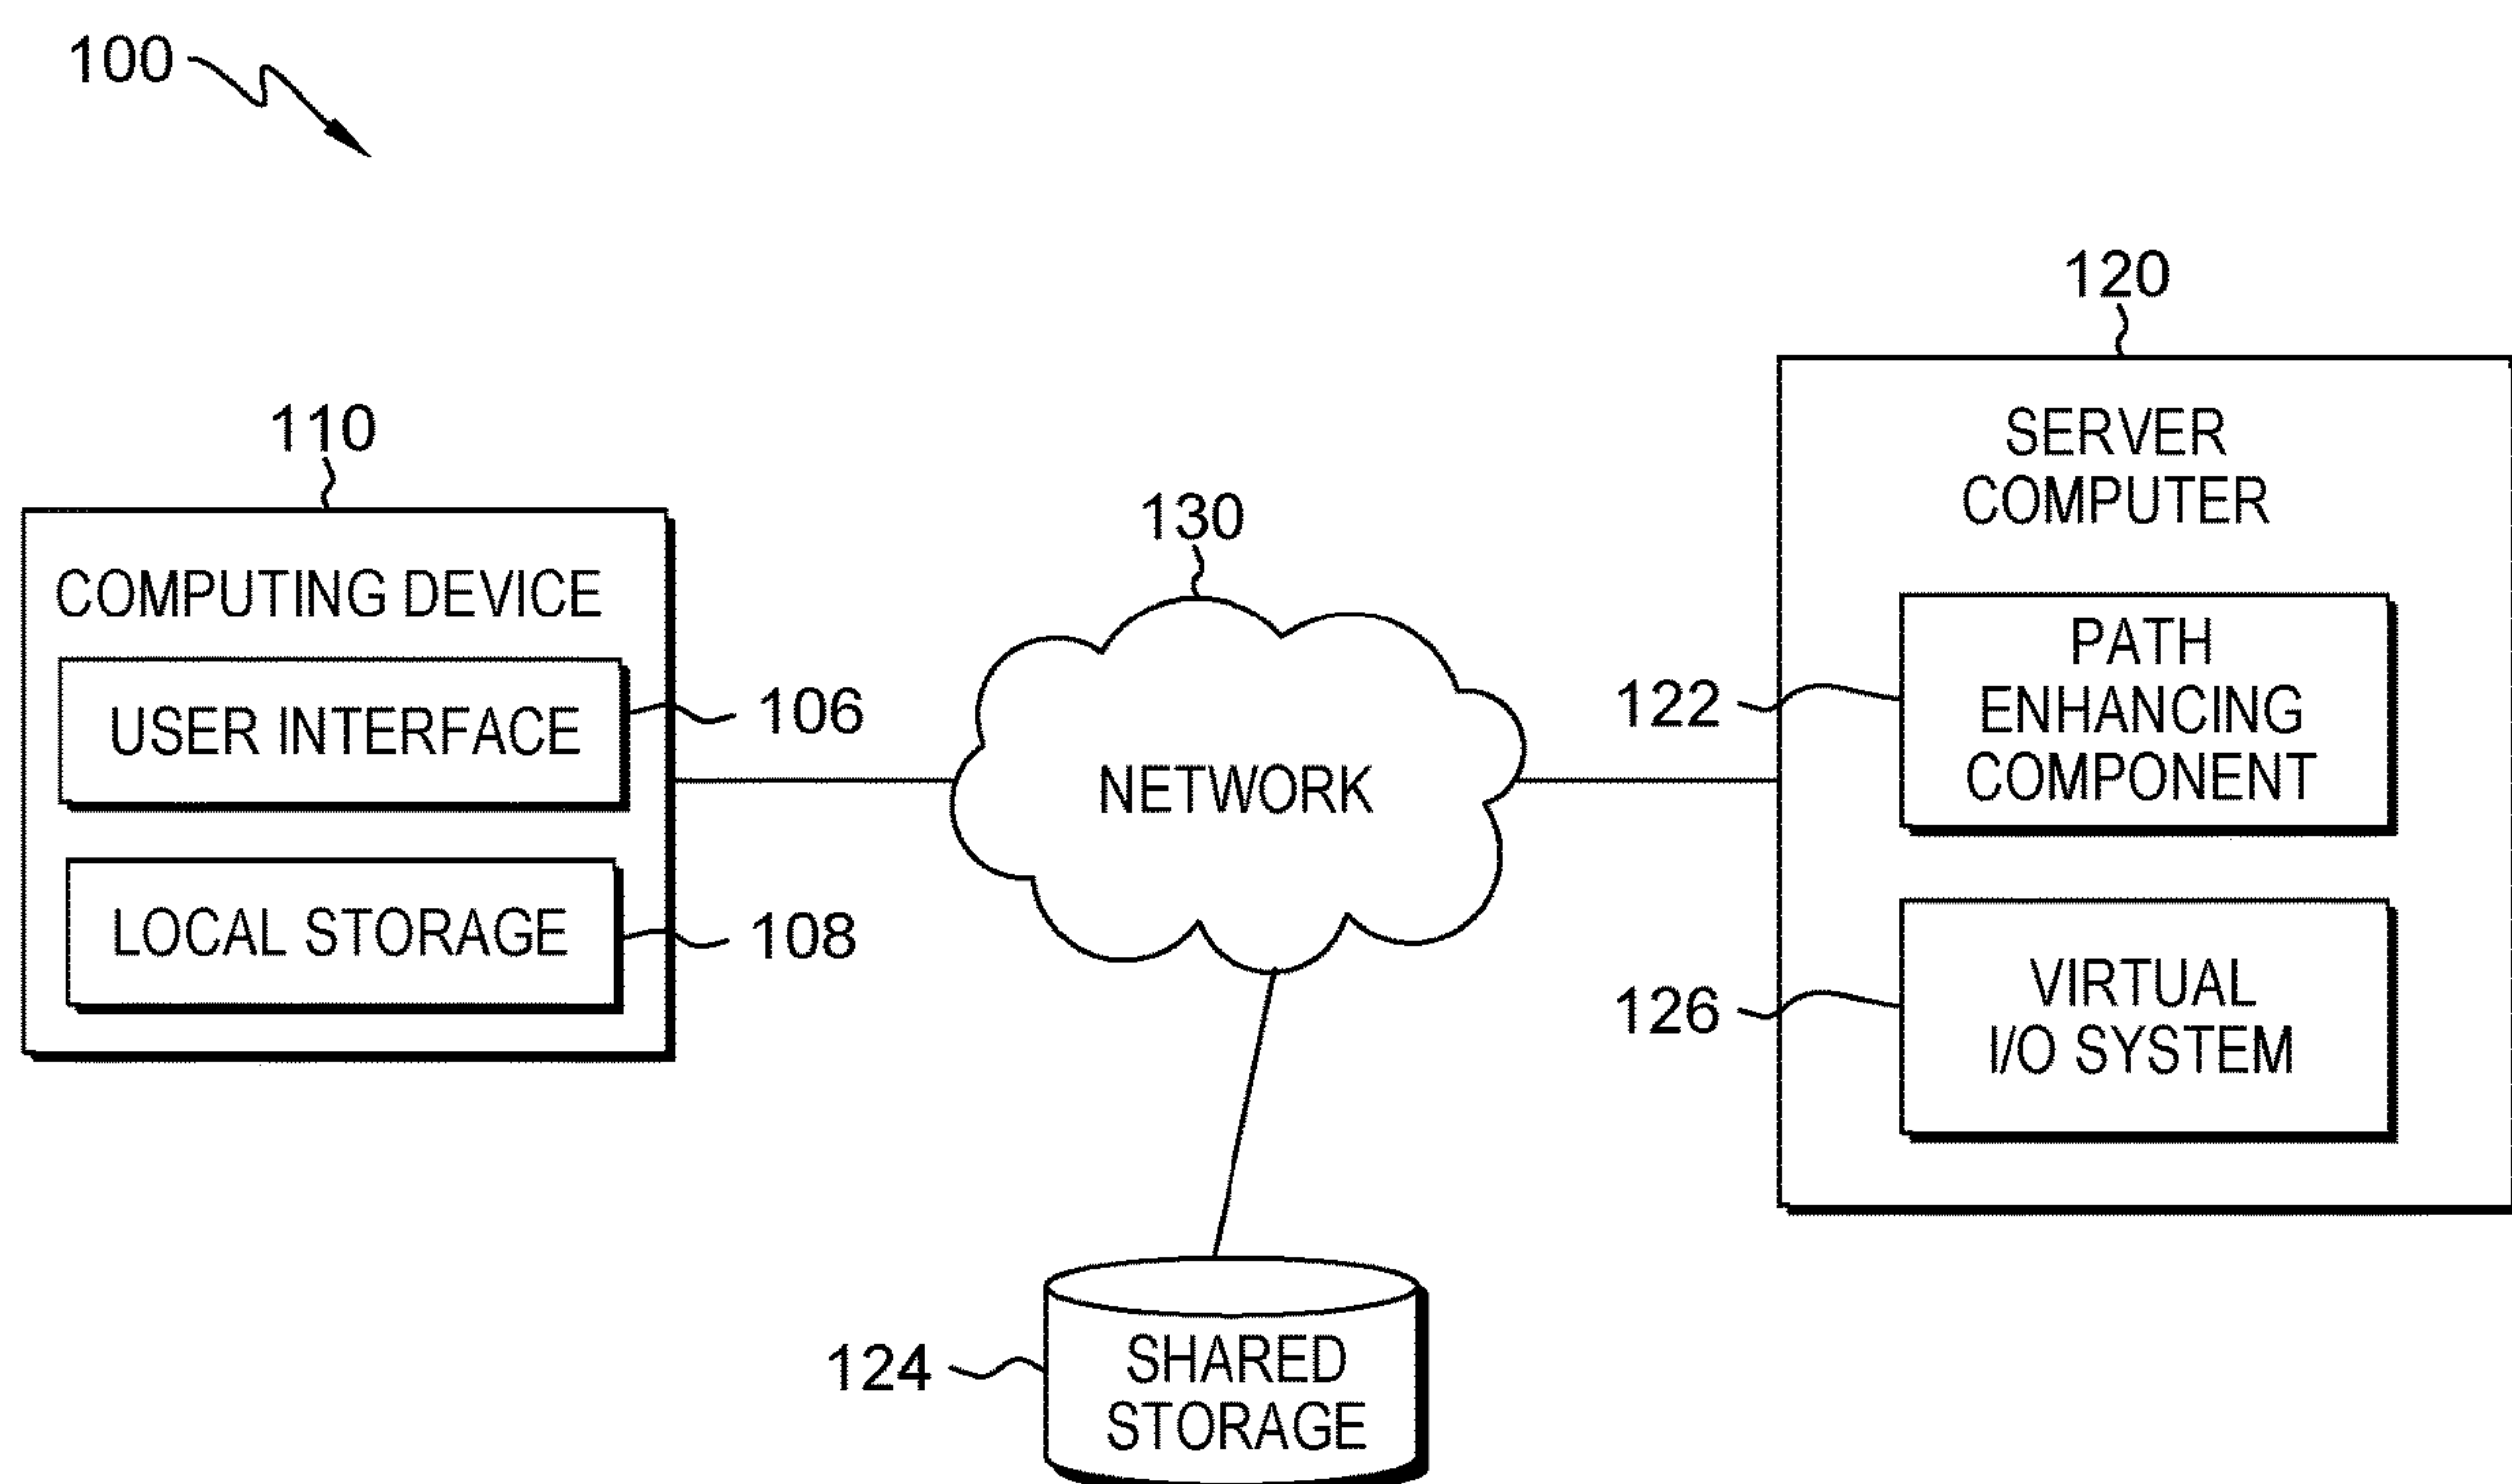 100
110
COMPUTING DEVICE
USER INTERFACE
106
LOCAL STORAGE
108
130
NETWORK
124
SHARED
STORAGE
120
SERVER
COMPUTER
122
PATH
ENHANCING
COMPONENT
126
VIRTUAL
I/O SYSTEM